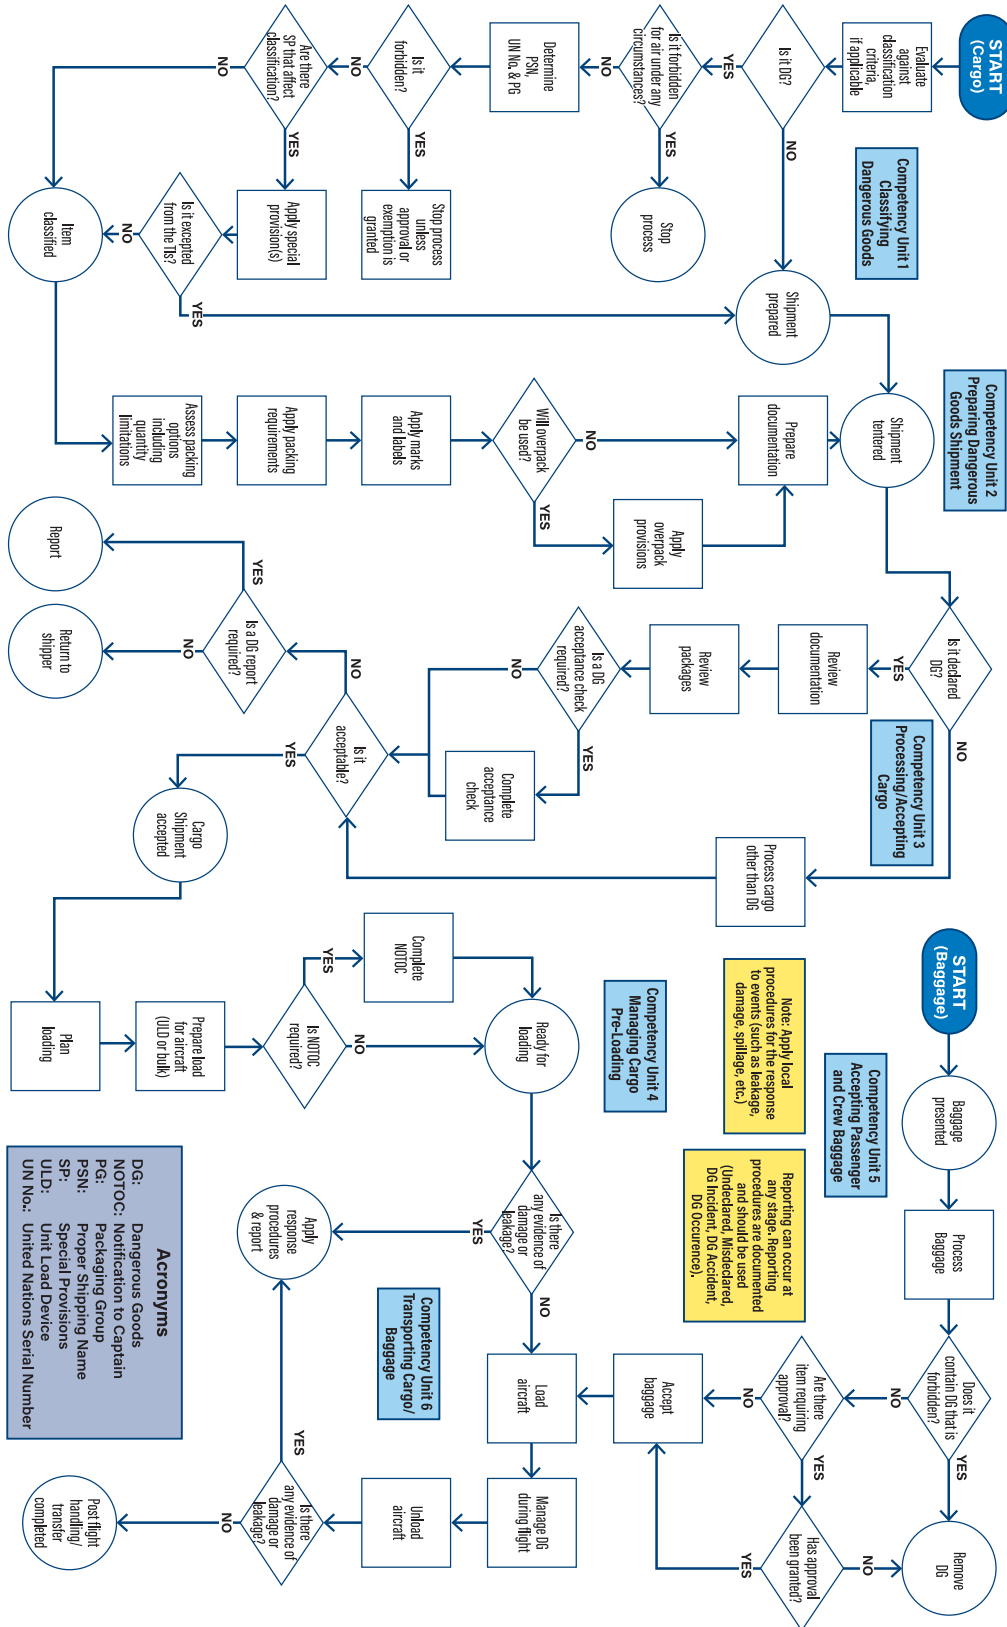 START
(Cargo)
Evaluate
against
classification
criteria,
if applicable
Is it DG?
YES
NO
Is it forbidden
for air under any
circumstances?
NO
YES
Stop
process
Determine
PSN,
UN No. & PG
Is it
forbidden?
NO
YES
Stop process
unless
approval or
exemption is
granted
Are there
SP that affect
classification?
NO
YES
Apply special
provision(s)
Is it excepted
from the TIs?
NO
YES
Item
classified
Competency Unit 1
Classifying
Dangerous Goods
Shipment
prepared
Competency Unit 2
Preparing Dangerous
Goods Shipment
Shipment
tentered
Prepare
documentation
NO
Will overpack
be used?
YES
Apply
overpack
provisions
Apply marks
and labels
Apply packing
requirements
Assess packing
options
including
quantity
limitations
Is it declared
DG?
YES
NO
Review
documentation
Review
packages
Is a DG
acceptance check
required?
NO
YES
Complete
acceptance
check
Is it
acceptable?
NO
YES
Is a DG report
required?
YES
NO
Report
Return to
shipper
Competency Unit 3
Processing/Accepting
Cargo
Process cargo
other than DG
Cargo
Shipment
accepted
Plan
loading
Prepare load
for aircraft
(ULD or bulk)
Is NOTOC
required?
YES
NO
Complete
NOTOC
Ready for
loading
Competency Unit 4
Managing Cargo
Pre-Loading
Note: Apply local
procedures for the response
to events (such as leakage,
damage, spillage, etc.)
START
(Baggage)
Baggage
presented
Competency Unit 5
Accepting Passenger
and Crew Baggage
Process
Baggage
Reporting can occur at
any stage. Reporting
procedures are documented
and should be used
(Undeclared, Misdeclared,
DG Incident, DG Accident,
DG Occurence).
Does it
contain DG that is
forbidden?
NO
YES
Remove
DG
Are there
item requiring
approval?
NO
YES
Has approval
been granted?
NO
YES
Accept
baggage
Is there
any evidence of
damage or
leakage?
YES
NO
Apply
response
procedures
& report
Competency Unit 6
Transporting Cargo/
Baggage
Load
aircraft
Manage DG
during flight
Unload
aircraft
Is there
any evidence of
damage or
leakage?
YES
NO
Post flight
handling/
transfer
completed
Acronyms
DG: Dangerous Goods
NOTOC: Notification to Captain
PG: Packaging Group
PSN: Proper Shipping Name
SP: Special Provisions
ULD: Unit Load Device
UN No.: United Nations Serial Number